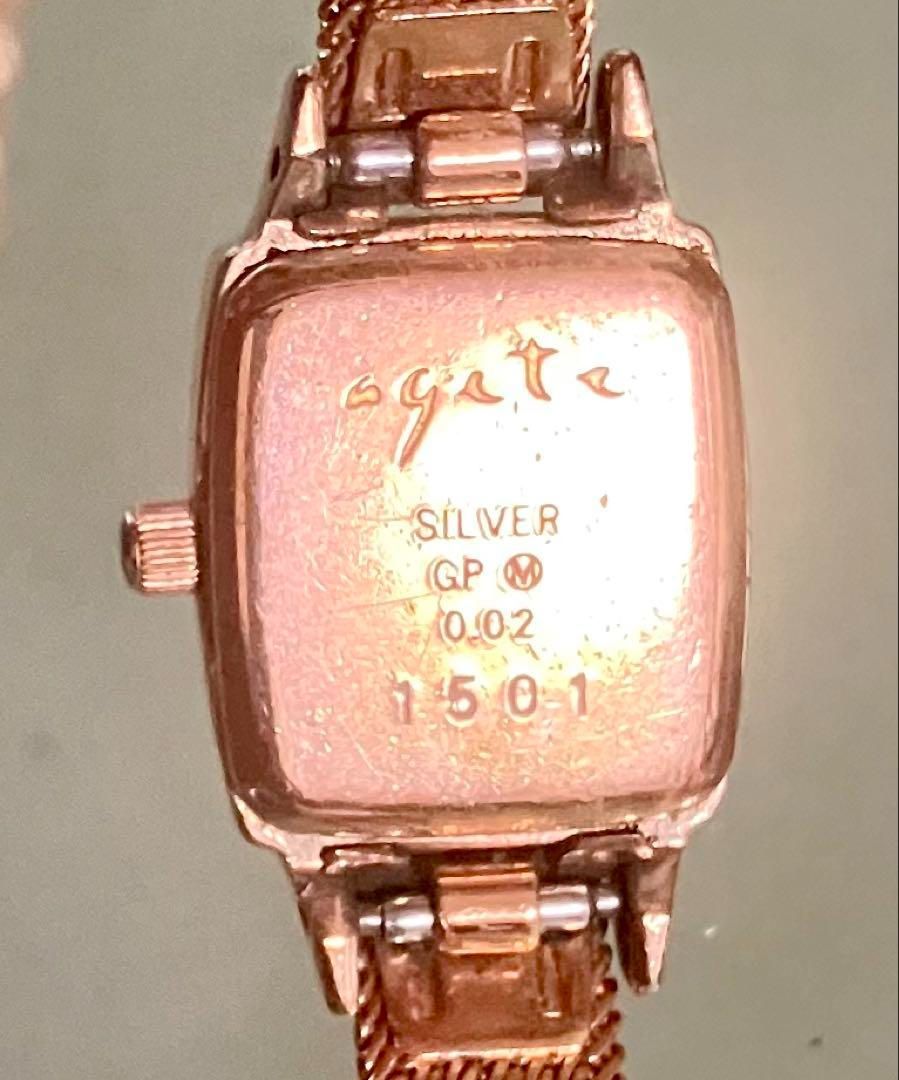 agete
SILVER
GP Ⓜ
0.02
1501